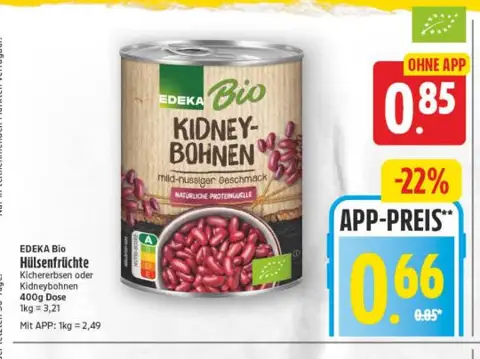 OHNE APP
0.85
-22%
APP-PREIS**
0.66
0.85*
EDEKA Bio
KIDNEY-
BOHNEN
mild-nussiger Geschmack
NATÜRLICHE PROTEINQUELLE
EDEKA Bio
Hülsenfrüchte
Kichererbsen oder
Kidneybohnen
400g Dose
1kg = 3,21
Mit APP: 1kg = 2,49